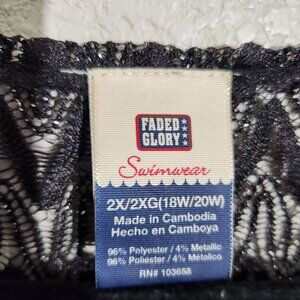 FADED
GLORY
Swimwear
2X/2XG(18W/20W)
Made in Cambodia
Hecho en Camboya
96% Polyester / 4% Metallic
96% Poliester / 4% Metalico
RN# 103658